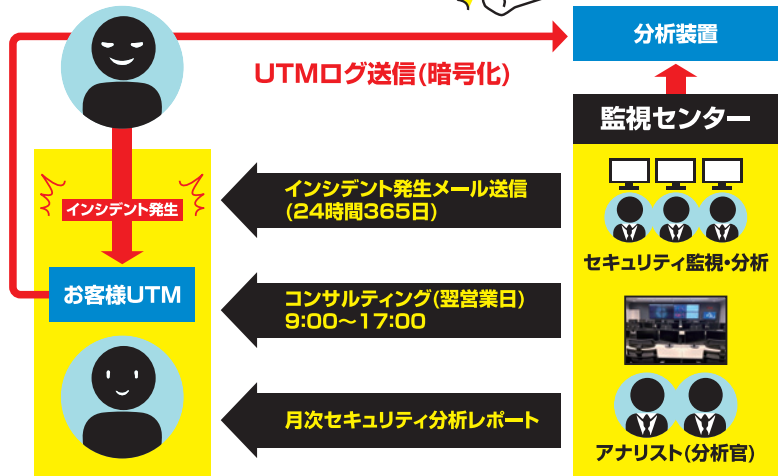 分析装置
UTMログ送信(暗号化)
監視センター
インシデント発生
インシデント発生メール送信
(24時間365日)
セキュリティ監視・分析
お客様UTM
コンサルティング(翌営業日)
9:00〜17:00
月次セキュリティ分析レポート
アナリスト(分析官)